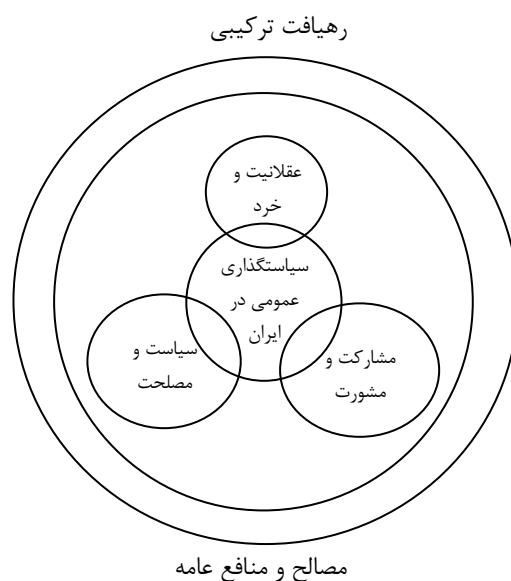 رهیافت ترکیبی
عقلانیت و
خرد
سیاستگذاری
عمومی در
ایران
سیاست و
مصلحت
مشارکت و
مشورت
مصالح و منافع عامه